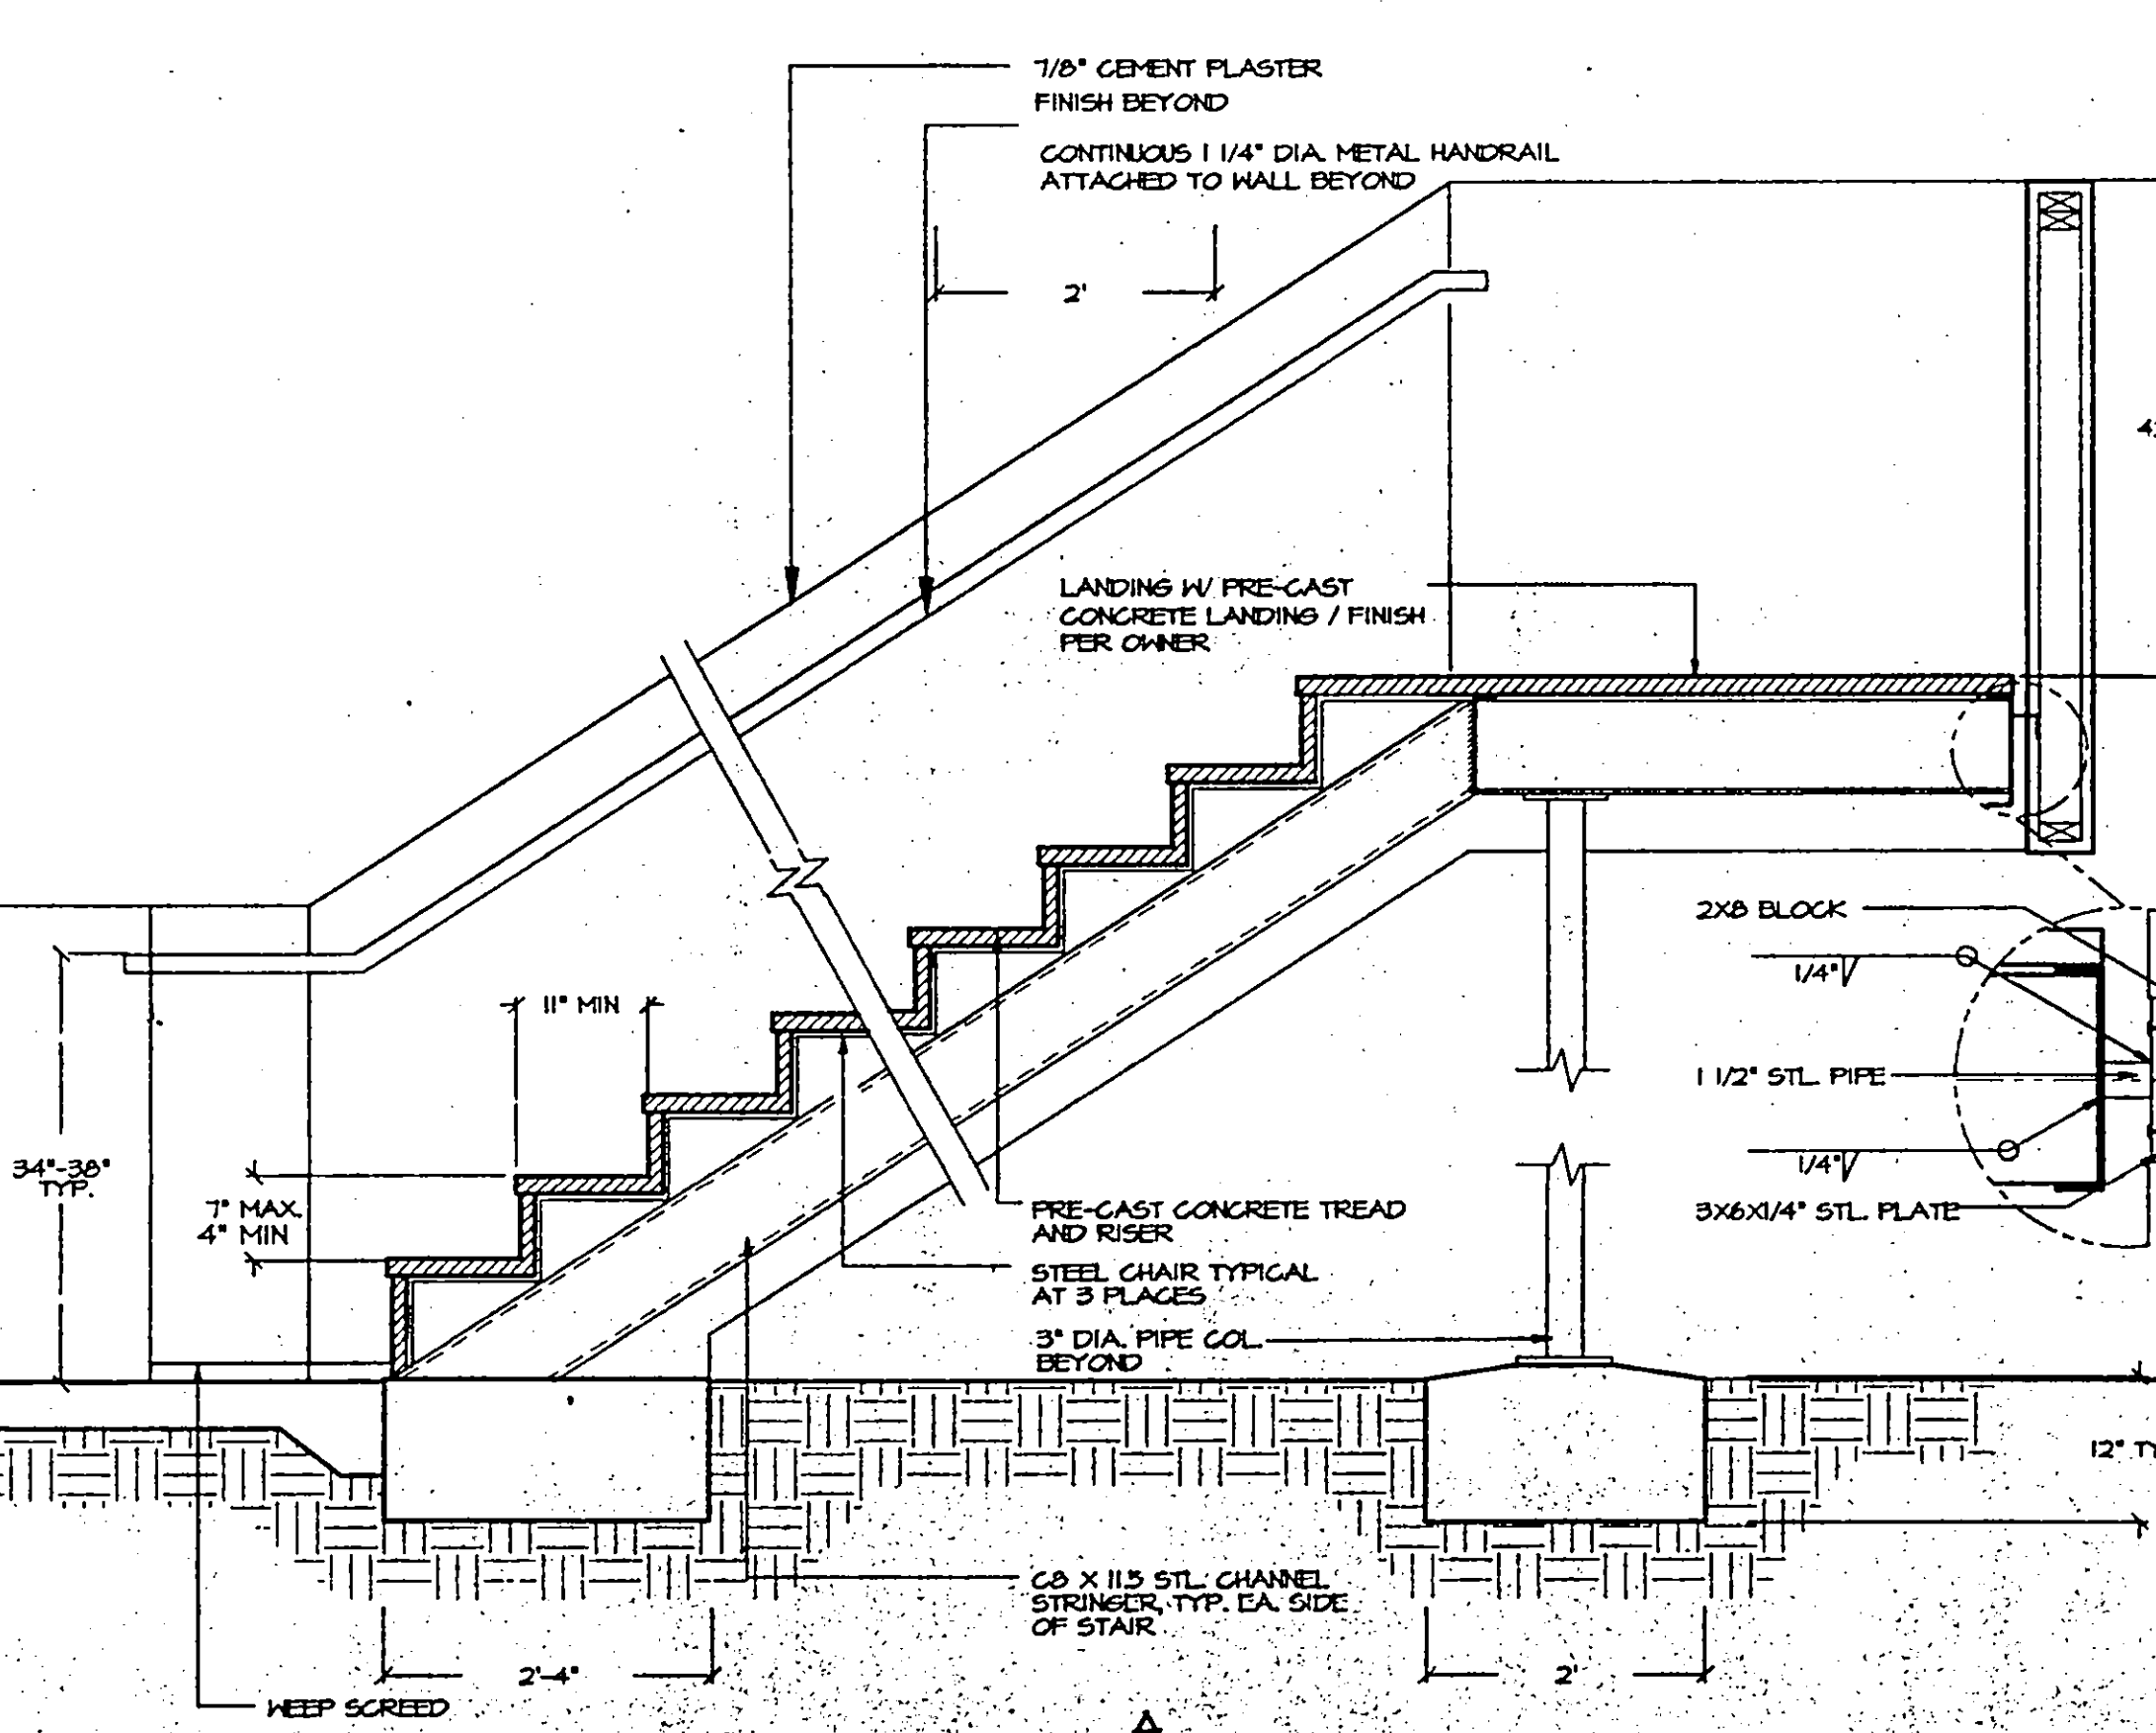 7/8" CEMENT PLASTER
FINISH BEYOND
CONTINUOUS 1 1/4" DIA. METAL HANDRAIL
ATTACHED TO WALL BEYOND
2'
LANDING W/ PRE-CAST
CONCRETE LANDING / FINISH
PER OWNER
2X8 BLOCK
1/4"
11" MIN
1 1/2" STL. PIPE
34"-38"
TYP.
1/4"
7" MAX.
4" MIN
3X6X1/4" STL. PLATE
PRE-CAST CONCRETE TREAD
AND RISER
STEEL CHAIR TYPICAL
AT 3 PLACES
3" DIA. PIPE COL.
BEYOND
12"
C8 X 11.5 STL. CHANNEL
STRINGER, TYP. EA. SIDE
OF STAIR
2'-4"
2'
WEEP SCREED